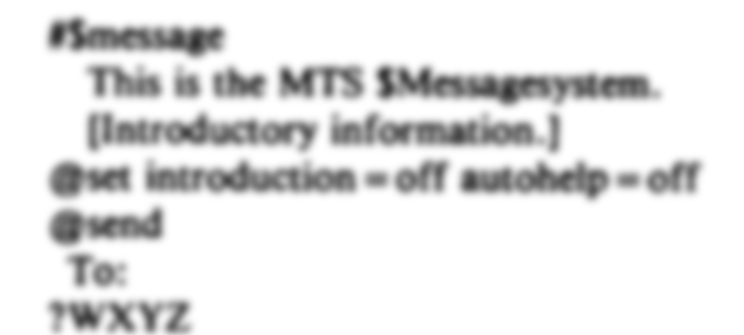 #$message
This is the MTS $Messagesystem.
[Introductory information.]
@set introduction=off autohelp=off
@send
To:
?WXYZ